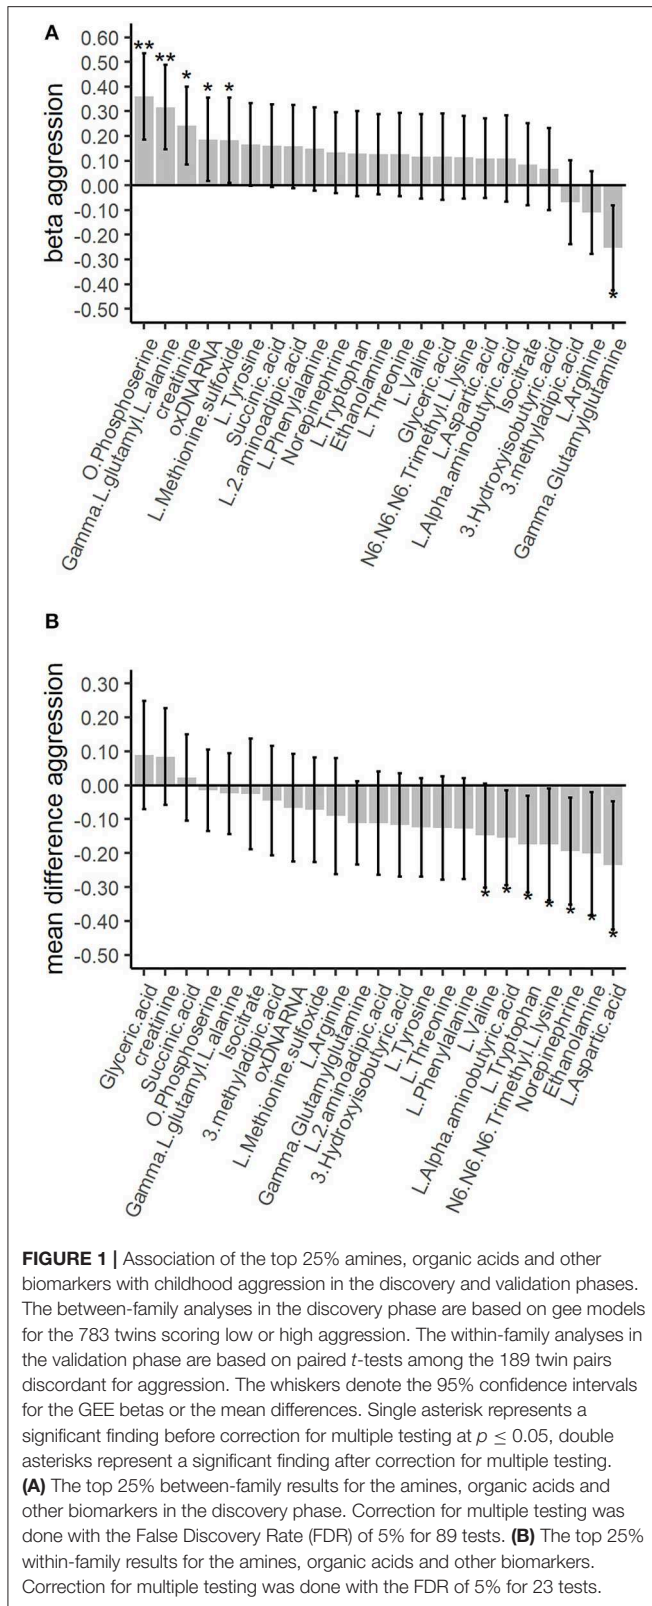 A
**
**
*
*
*
0.60
0.50
0.40
0.30
0.20
0.10
0.00
-0.10
-0.20
-0.30
-0.40
-0.50
beta aggression
*
O.Phosphoserine
Gamma.L.glutamyl.L.alanine
creatinine
oxDNARNA
L.Methionine.sulfoxide
L.Tyrosine
Succinic.acid
L.2.aminoadipic.acid
L.Phenylalanine
Norepinephrine
L.Tryptophan
Ethanolamine
L.Threonine
L.Valine
Glyceric.acid
N6.N6.N6.Trimethyl.L.lysine
L.Aspartic.acid
L.Alpha.aminobutyric.acid
Isocitrate
3.Hydroxyisobutyric.acid
3.methyladipic.acid
L.Arginine
Gamma.Glutamylglutamine
B
0.30
0.20
0.10
0.00
-0.10
-0.20
-0.30
-0.40
-0.50
mean difference aggression
*
*
*
*
*
*
*
Glyceric.acid
creatinine
Succinic.acid
O.Phosphoserine
Gamma.L.glutamyl.L.alanine
Isocitrate
3.methyladipic.acid
oxDNARNA
L.Methionine.sulfoxide
L.Arginine
Gamma.Glutamylglutamine
L.2.aminoadipic.acid
3.Hydroxyisobutyric.acid
L.Tyrosine
L.Threonine
L.Phenylalanine
L.Valine
L.Alpha.aminobutyric.acid
L.Tryptophan
N6.N6.N6.Trimethyl.L.lysine
Norepinephrine
Ethanolamine
L.Aspartic.acid
FIGURE 1 | Association of the top 25% amines, organic acids and other
biomarkers with childhood aggression in the discovery and validation phases.
The between-family analyses in the discovery phase are based on gee models
for the 783 twins scoring low or high aggression. The within-family analyses in
the validation phase are based on paired t-tests among the 189 twin pairs
discordant for aggression. The whiskers denote the 95% confidence intervals
for the GEE betas or the mean differences. Single asterisk represents a
significant finding before correction for multiple testing at p ≤ 0.05, double
asterisks represent a significant finding after correction for multiple testing.
(A) The top 25% between-family results for the amines, organic acids and
other biomarkers in the discovery phase. Correction for multiple testing was
done with the False Discovery Rate (FDR) of 5% for 89 tests. (B) The top 25%
within-family results for the amines, organic acids and other biomarkers.
Correction for multiple testing was done with the FDR of 5% for 23 tests.